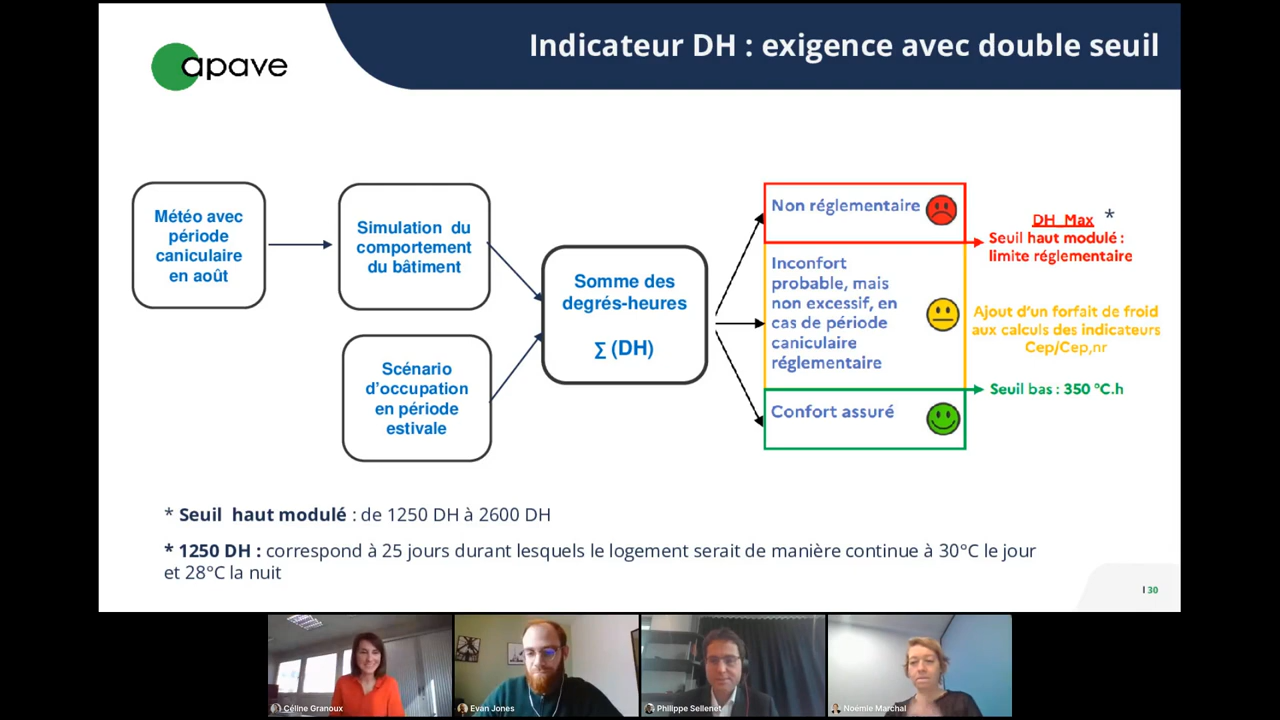 Indicateur DH : exigence avec double seuil
apave
Météo avec
période
caniculaire
en août
Simulation du
comportement
du bâtiment
Scénario
d'occupation
en période
estivale
Somme des
degrés-heures
∑ (DH)
Non réglementaire
Inconfort
probable, mais
non excessif, en
cas de période
caniculaire
réglementaire
Confort assuré
DH_Max *
Seuil haut modulé :
limite réglementaire
Ajout d'un forfait de froid
aux calculs des indicateurs
Cep/Cep,nr
Seuil bas : 350 °C.h
* Seuil haut modulé : de 1250 DH à 2600 DH
* 1250 DH : correspond à 25 jours durant lesquels le logement serait de manière continue à 30°C le jour
et 28°C la nuit
I 30
Céline Granoux
Evan Jones
Philippe Sellenet
Noémie Marchal